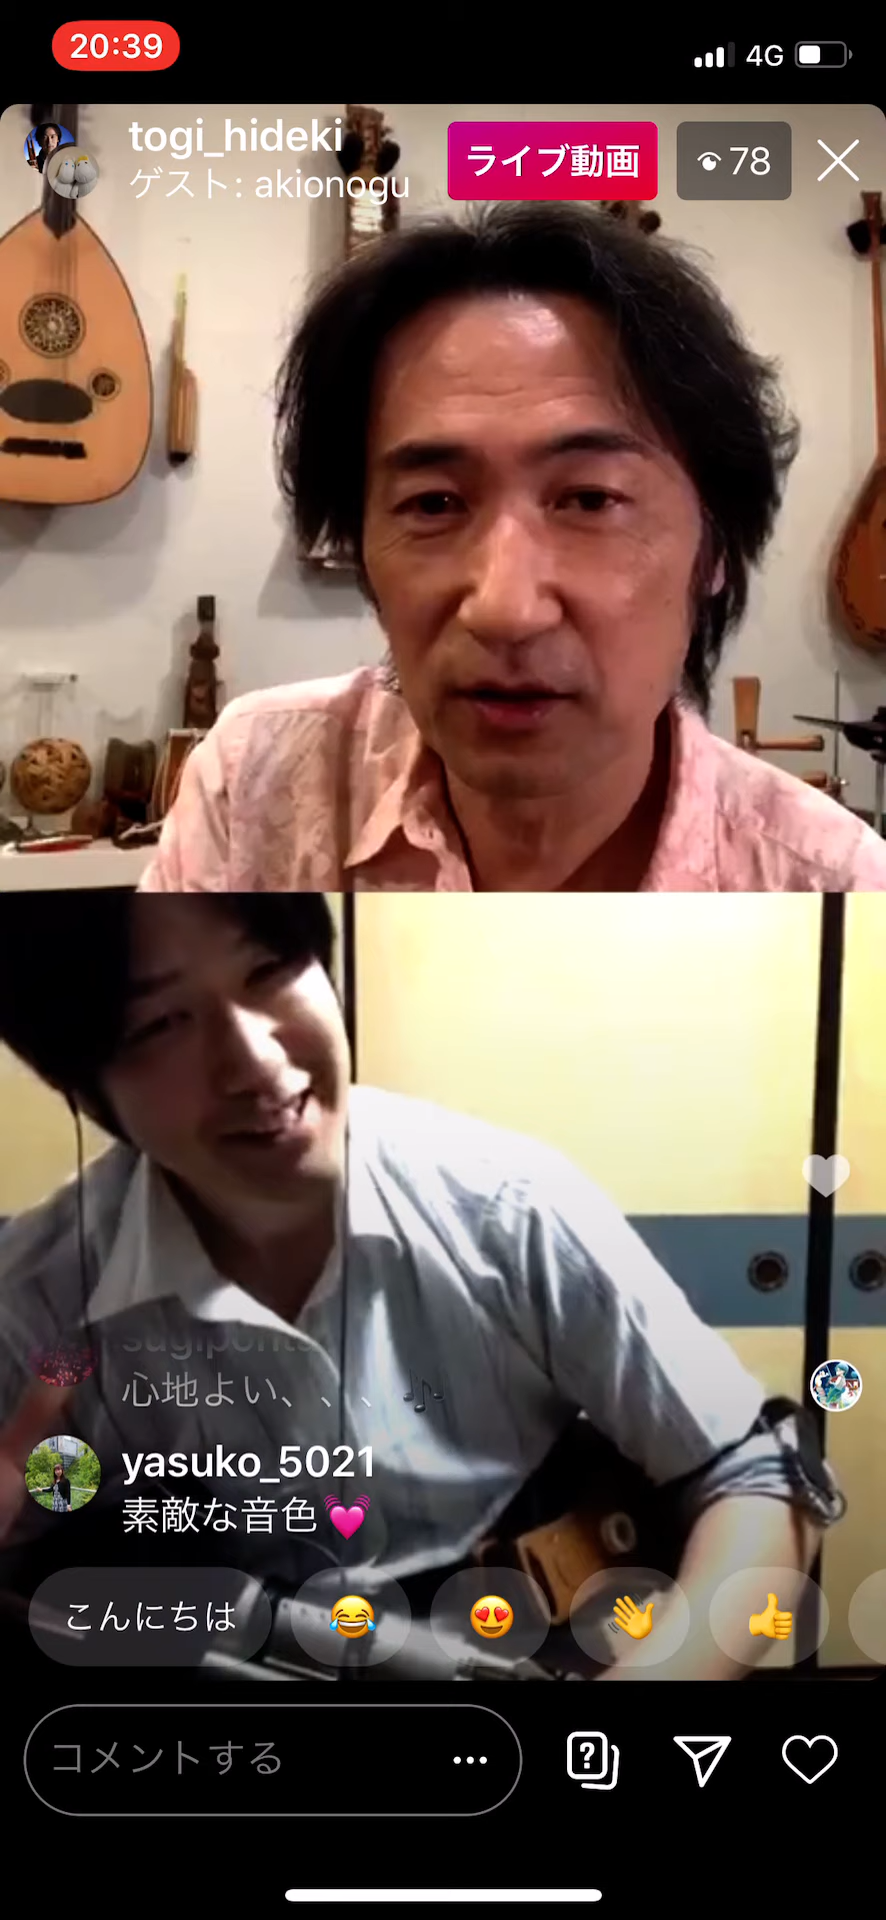 20:39
4G
togi_hideki
ゲスト: akionogu
ライブ動画
78
sugiponta
心地よい、、、🎶
yasuko_5021
素敵な音色💓
こんにちは
コメントする